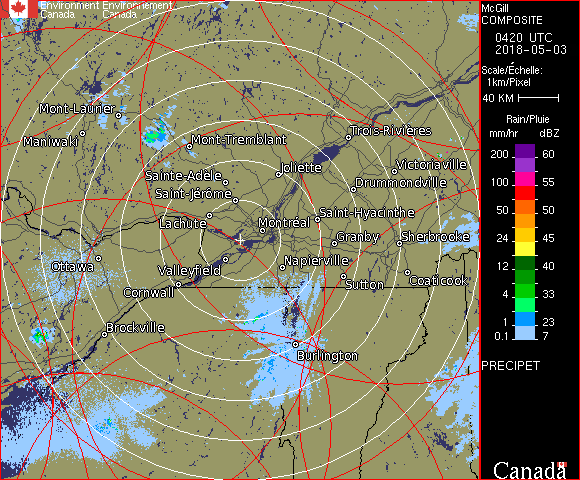 Environment Environnement
Canada Canada
McGill
COMPOSITE
0420 UTC
2018-05-03
Scale/Échelle:
1km/Pixel
40 KM
Rain/Pluie
mm/hr dBZ
200 60
100 55
50 50
24 45
12 40
4 33
1 23
0.1 7
PRECIPET
Canada
Mont-Laurier
Maniwaki
Mont-Tremblant
Trois-Rivières
Sainte-Adèle
Joliette
Victoriaville
Saint-Jérôme
Drummondville
Lachute
Montréal
Saint-Hyacinthe
Granby
Sherbrooke
Ottawa
Valleyfield
Napierville
Cornwall
Sutton
Coaticook
Brockville
Burlington